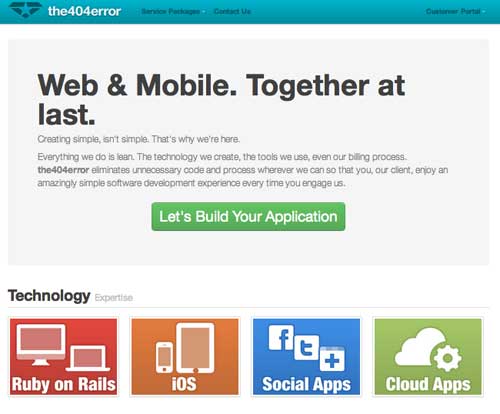 the404error Service Packages Contact Us Customer Portal
Web & Mobile. Together at
last.
Creating simple, isn't simple. That's why we're here.
Everything we do is lean. The technology we create, the tools we use, even our billing process.
the404error eliminates unnecessary code and process wherever we can so that you, our client, enjoy an
amazingly simple software development experience every time you engage us.
Let's Build Your Application
Technology Expertise
Ruby on Rails
iOS
Social Apps
Cloud Apps